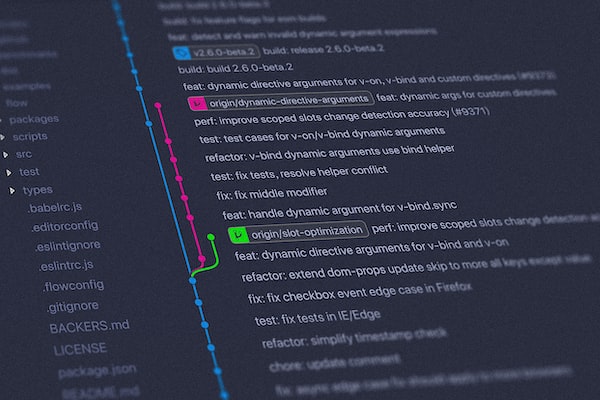 build: build 2.6.0-beta.2
fix: feature flags for esm builds
feat: detect and warn invalid dynamic argument expressions
v2.6.0-beta.2 build: release 2.6.0-beta.2
build: build 2.6.0-beta.2
feat: dynamic directive arguments for v-on, v-bind and custom directives (#9373)
origin/dynamic-directive-arguments feat: dynamic args for custom directives
perf: improve scoped slots change detection accuracy (#9371)
test: test cases for v-on/v-bind dynamic arguments
refactor: v-bind dynamic arguments use bind helper
test: fix tests, resolve helper conflict
fix: fix middle modifier
feat: handle dynamic argument for v-bind.sync
origin/slot-optimization perf: improve scoped slots change detection
feat: dynamic directive arguments for v-bind and v-on
refactor: extend dom-props update skip to more all keys except value
fix: fix checkbox event edge case in Firefox
test: fix tests in IE/Edge
refactor: simplify timestamp check
chore: update comment
fix: async edge case fix should apply to more browsers
examples
flow
packages
scripts
src
test
types
.babelrc.js
.editorconfig
.eslintignore
.eslintrc.js
.flowconfig
.gitignore
BACKERS.md
LICENSE
package.json
README.md